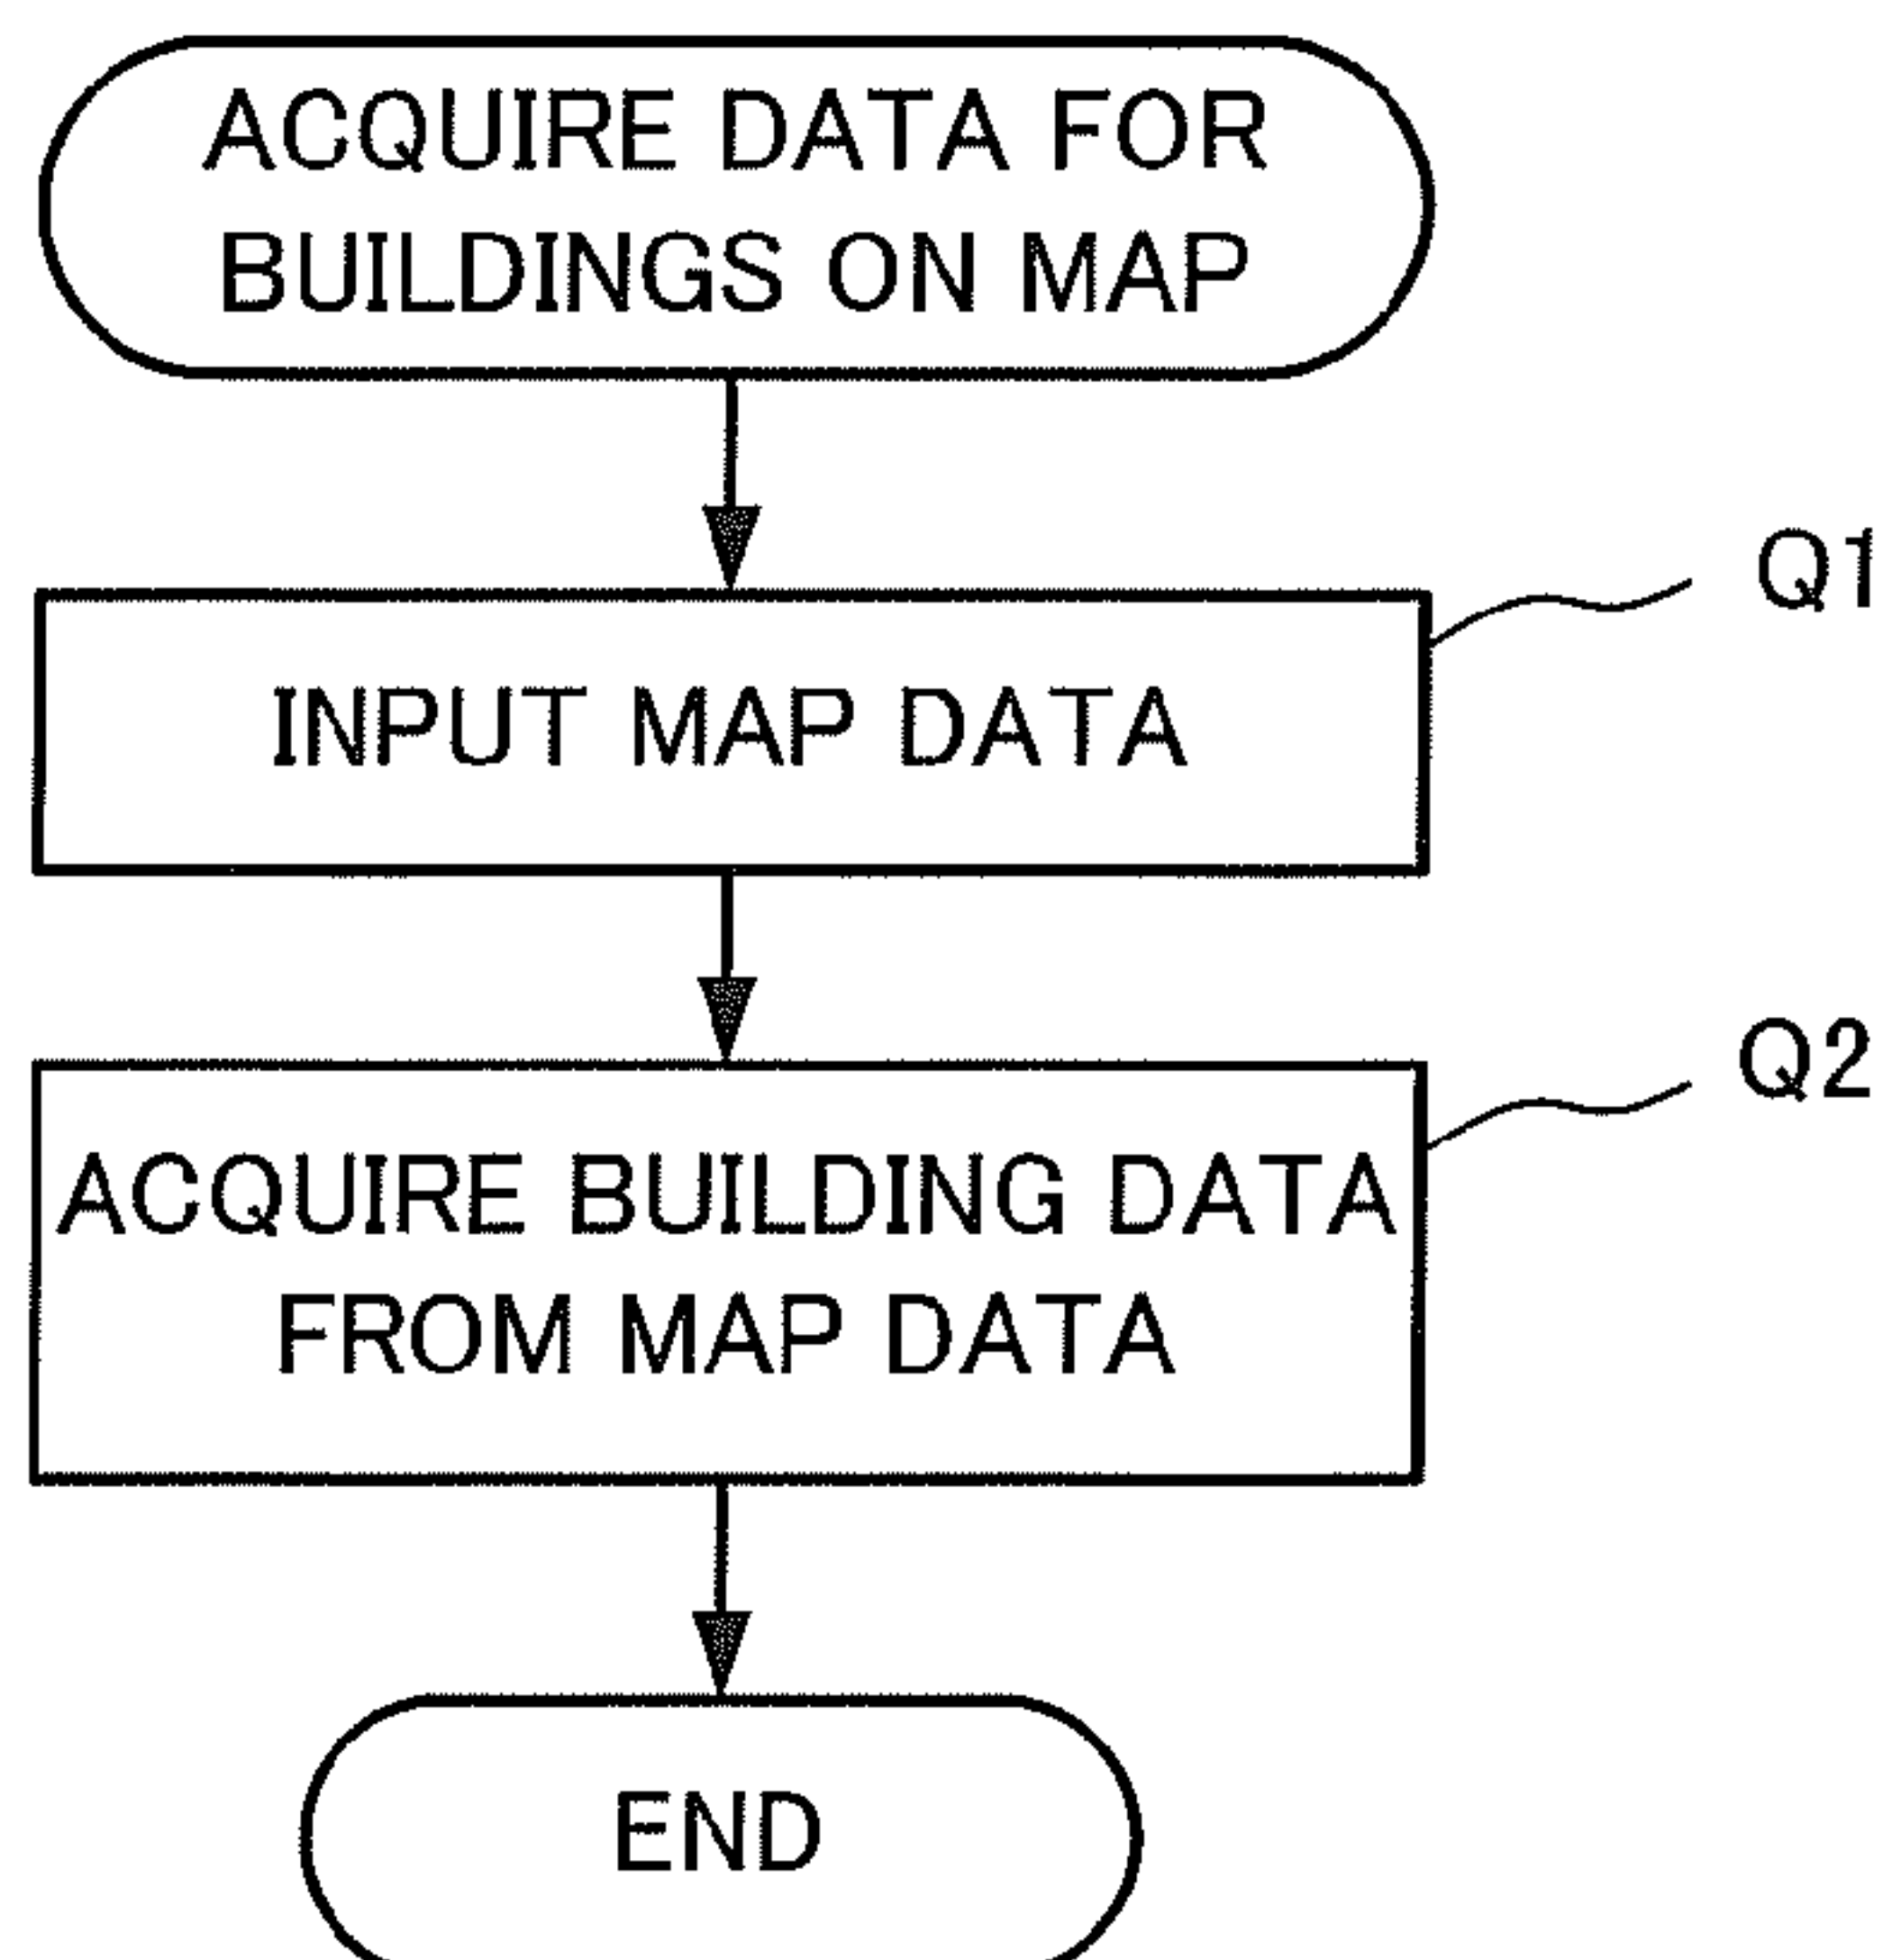 ACQUIRE DATA FOR
BUILDINGS ON MAP
Q1
INPUT MAP DATA
Q2
ACQUIRE BUILDING DATA
FROM MAP DATA
END